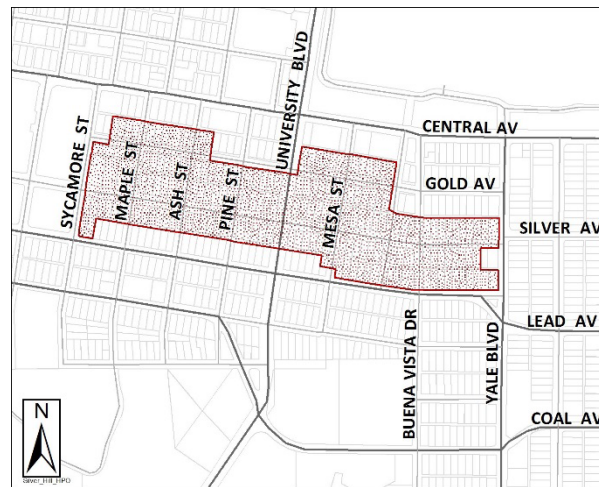 UNIVERSITY BLVD
CENTRAL AV
SYCAMORE ST
MAPLE ST
ASH ST
PINE ST
MESA ST
GOLD AV
SILVER AV
LEAD AV
BUENA VISTA DR
YALE BLVD
COAL AV
N
Silver_Hill_HPO